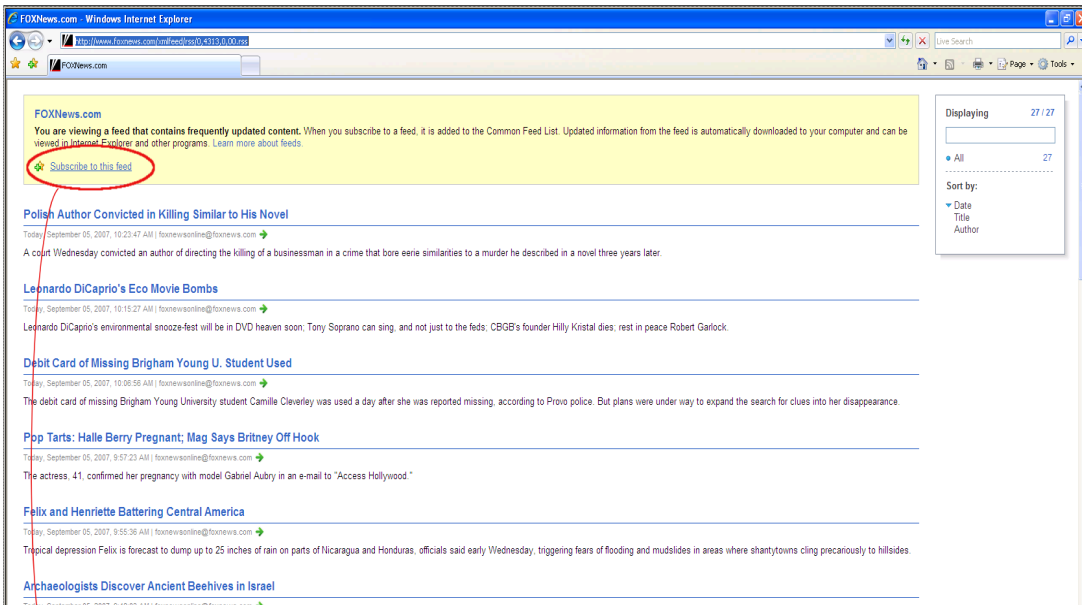 FOXNews.com - Windows Internet Explorer
http://www.foxnews.com/xmlfeed/rss/0,4313,0,00.rss
Live Search
FOXNews.com
Page
Tools
FOXNews.com
You are viewing a feed that contains frequently updated content. When you subscribe to a feed, it is added to the Common Feed List. Updated information from the feed is automatically downloaded to your computer and can be
viewed in Internet Explorer and other programs. Learn more about feeds.
Subscribe to this feed
Displaying 27 / 27
All 27
Sort by:
Date
Title
Author
Polish Author Convicted in Killing Similar to His Novel
Today, September 05, 2007, 10:23:47 AM | foxnewsonline@foxnews.com
A court Wednesday convicted an author of directing the killing of a businessman in a crime that bore eerie similarities to a murder he described in a novel three years later.
Leonardo DiCaprio's Eco Movie Bombs
Today, September 05, 2007, 10:15:27 AM | foxnewsonline@foxnews.com
Leonardo DiCaprio's environmental snooze-fest will be in DVD heaven soon; Tony Soprano can sing, and not just to the feds; CBGB's founder Hilly Kristal dies; rest in peace Robert Garlock.
Debit Card of Missing Brigham Young U. Student Used
Today, September 05, 2007, 10:06:56 AM | foxnewsonline@foxnews.com
The debit card of missing Brigham Young University student Camille Cleverley was used a day after she was reported missing, according to Provo police. But plans were under way to expand the search for clues into her disappearance.
Pop Tarts: Halle Berry Pregnant; Mag Says Britney Off Hook
Today, September 05, 2007, 9:57:23 AM | foxnewsonline@foxnews.com
The actress, 41, confirmed her pregnancy with model Gabriel Aubry in an e-mail to "Access Hollywood."
Felix and Henriette Battering Central America
Today, September 05, 2007, 9:55:36 AM | foxnewsonline@foxnews.com
Tropical depression Felix is forecast to dump up to 25 inches of rain on parts of Nicaragua and Honduras, officials said early Wednesday, triggering fears of flooding and mudslides in areas where shantytowns cling precariously to hillsides.
Archaeologists Discover Ancient Beehives in Israel